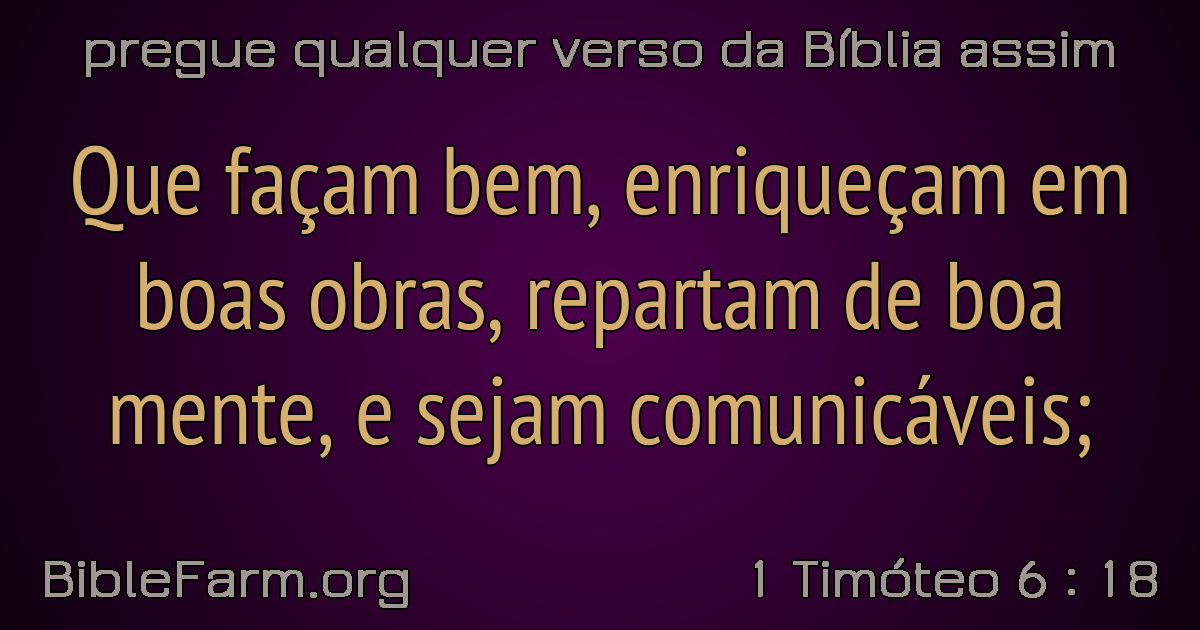 pregue qualquer verso da Bíblia assim
Que façam bem, enriqueçam em
boas obras, repartam de boa
mente, e sejam comunicáveis;
BibleFarm.org
1 Timóteo 6 : 18